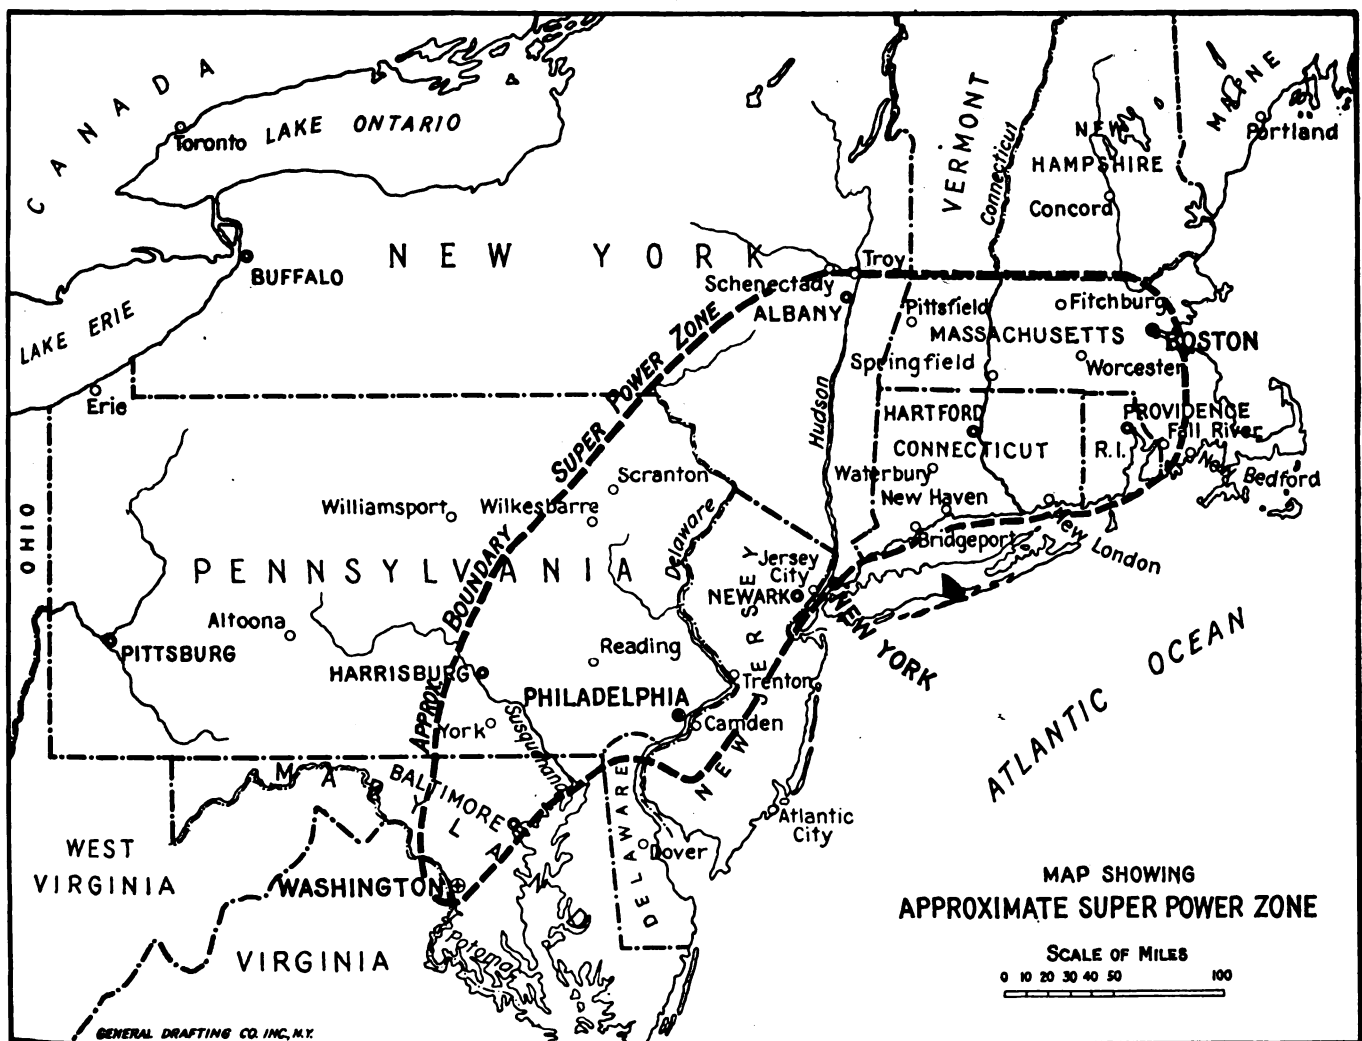 CANADA
MAINE
VERMONT
Toronto
LAKE ONTARIO
Portland
NEW
HAMPSHIRE
Connecticut
Concord
NEW YORK
BUFFALO
Troy
Schenectady
ALBANY
Pittsfield
Fitchburg
LAKE ERIE
MASSACHUSETTS
BOSTON
Springfield
Worcester
Erie
APPROX. BOUNDARY SUPER POWER ZONE
Hudson
HARTFORD
PROVIDENCE
Fall River
CONNECTICUT
R.I.
New Bedford
Scranton
Waterbury
Williamsport
Wilkesbarre
New Haven
OHIO
Delaware
Bridgeport
New London
PENNSYLVANIA
Jersey
City
NEWARK
NEW YORK
Altoona
PITTSBURG
Reading
NEW JERSEY
ATLANTIC OCEAN
HARRISBURG
Trenton
PHILADELPHIA
York
Susquehanna
Camden
MARYLA
BALTIMORE
DELAWARE
Atlantic
City
Dover
WEST
VIRGINIA
WASHINGTON
MAP SHOWING
APPROXIMATE SUPER POWER ZONE
Potomac
VIRGINIA
SCALE OF MILES
0 10 20 30 40 50 100
GENERAL DRAFTING CO. INC., N.Y.